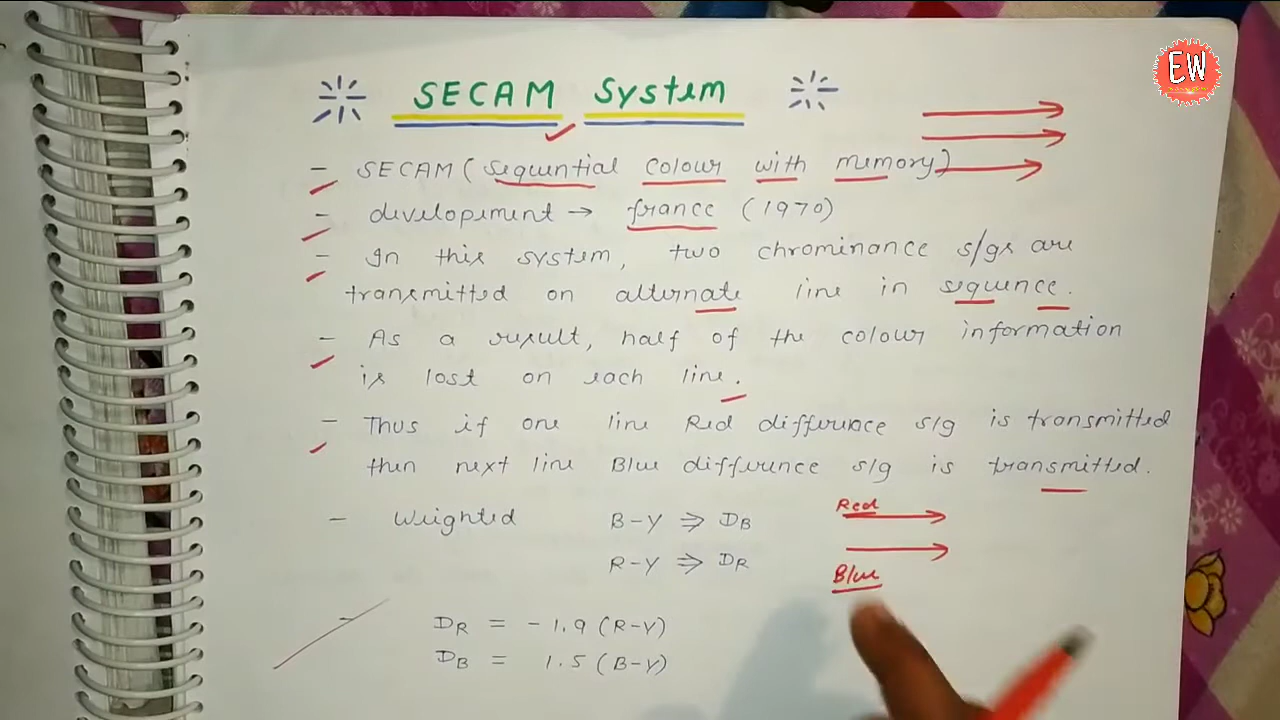 EW
SECAM System
- SECAM (Sequential Colour with memory)
- developement → france (1970)
- In this system, two chrominance s/gs are
transmitted on alternate line in sequence.
- As a result, half of the colour information
is lost on each line.
- Thus if one line Red difference s/g is transmitted
then next line Blue difference s/g is transmitted.
- Weighted B-Y ⇒ DB
R-Y ⇒ DR
Red
Blue
- DR = -1.9 (R-Y)
DB = 1.5 (B-Y)